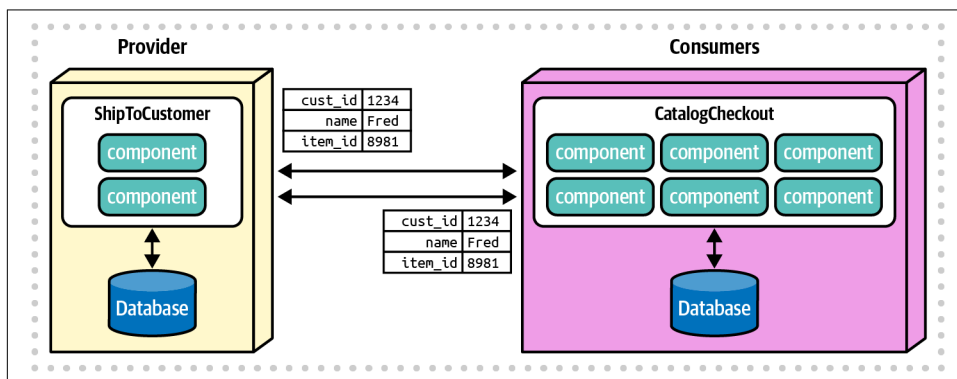 Provider
Consumers
ShipToCustomer
component
component
Database
cust_id 1234
name Fred
item_id 8981
cust_id 1234
name Fred
item_id 8981
CatalogCheckout
component component component
component component component
Database